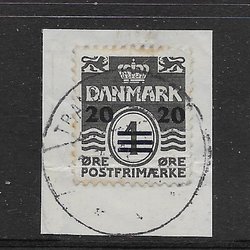 DANMARK
20 20
1
ØRE ØRE
POSTFRIMÆRKE